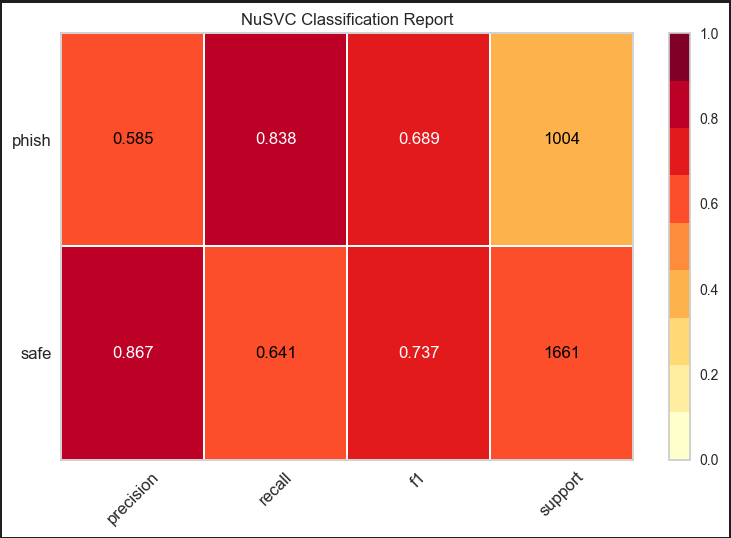 NuSVC Classification Report
phish 0.585 0.838 0.689 1004
safe 0.867 0.641 0.737 1661
precision recall f1 support
1.0
0.8
0.6
0.4
0.2
0.0